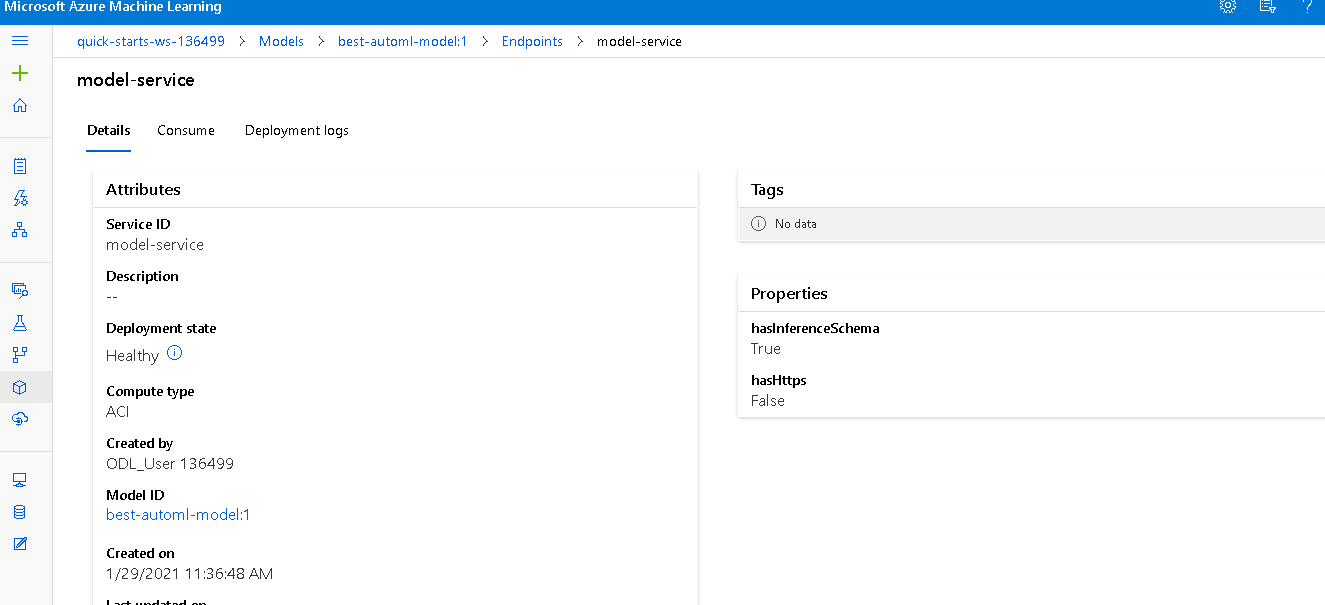 Microsoft Azure Machine Learning
quick-starts-ws-136499 > Models > best-automl-model:1 > Endpoints > model-service
model-service
Details Consume Deployment logs
Attributes
Service ID
model-service
Description
--
Deployment state
Healthy
Compute type
ACI
Created by
ODL_User 136499
Model ID
best-automl-model:1
Created on
1/29/2021 11:36:48 AM
Last updated on
Tags
No data
Properties
hasInferenceSchema
True
hasHttps
False